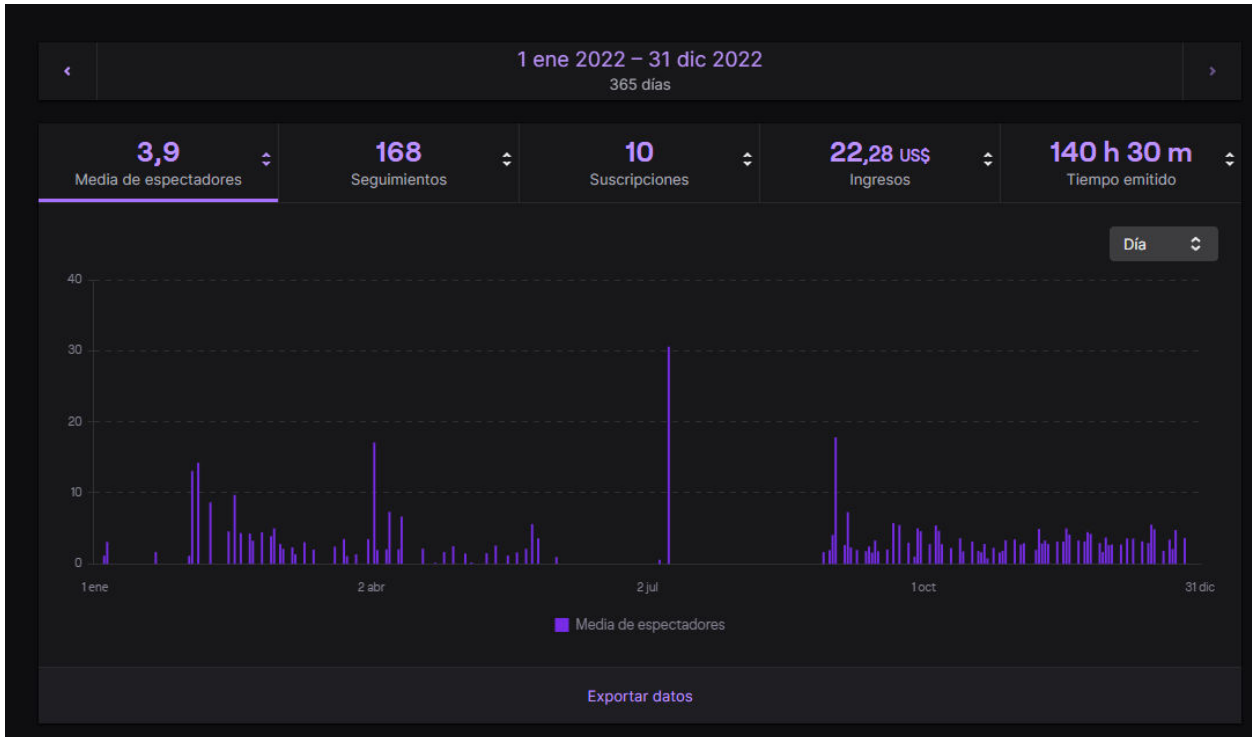 1 ene 2022 – 31 dic 2022
365 días
3,9
Media de espectadores
168
Seguimientos
10
Suscripciones
22,28 US$
Ingresos
140 h 30 m
Tiempo emitido
Día
40
30
20
10
0
1 ene
2 abr
2 jul
1 oct
31 dic
Media de espectadores
Exportar datos